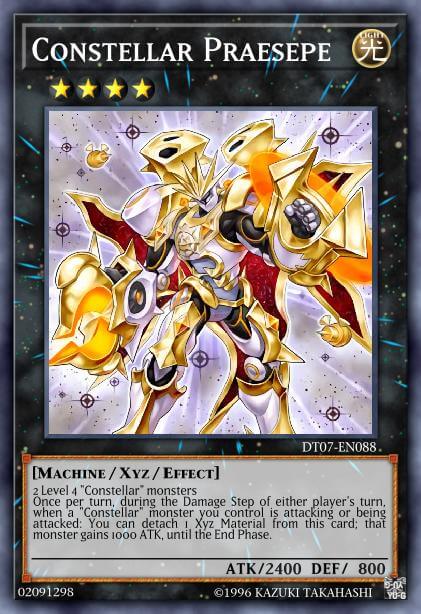 CONSTELLAR PRAESEPE
LIGHT
光
DT07-EN088
[MACHINE / XYZ / EFFECT]
2 Level 4 "Constellar" monsters
Once per turn, during the Damage Step of either player's turn,
when a "Constellar" monster you control is attacking or being
attacked: You can detach 1 Xyz Material from this card; that
monster gains 1000 ATK, until the End Phase.
ATK/2400 DEF/ 800
02091298
©1996 KAZUKI TAKAHASHI